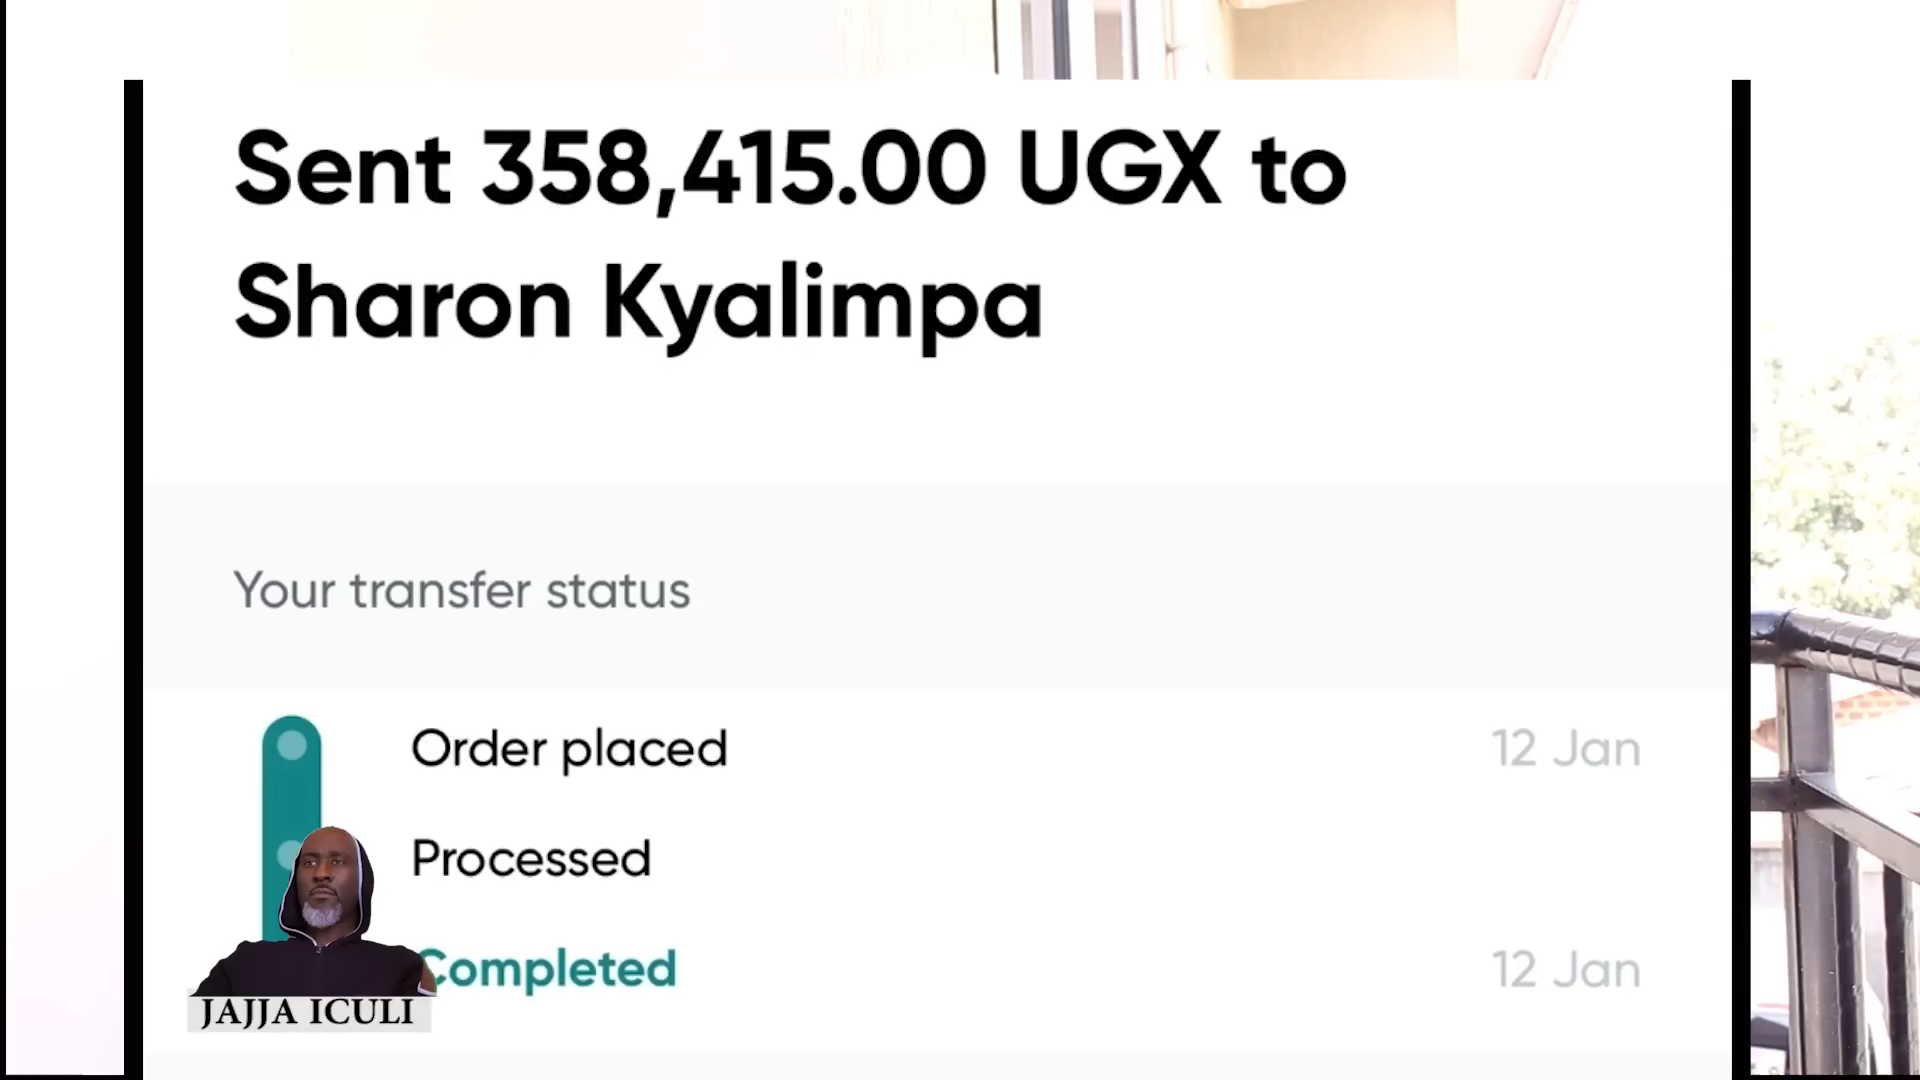 Sent 358,415.00 UGX to
Sharon Kyalimpa
Your transfer status
Order placed 12 Jan
Processed
Completed 12 Jan
JAJJA ICULI